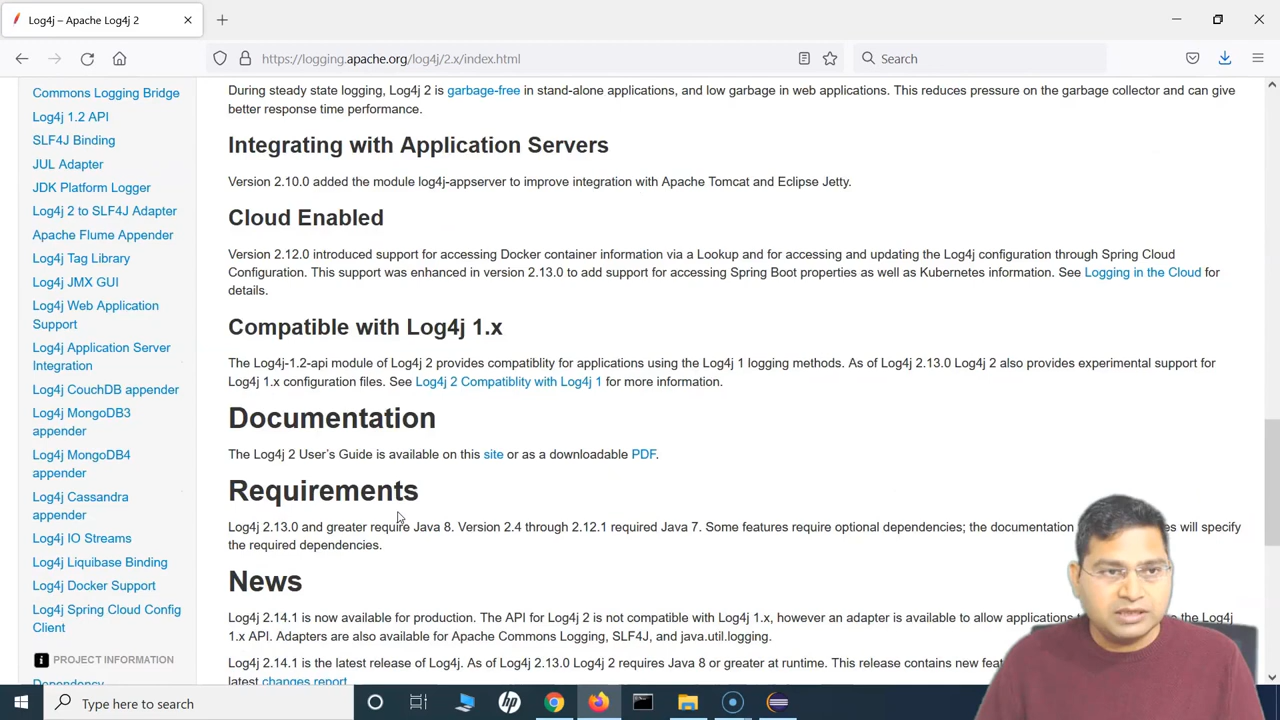 Log4j – Apache Log4j 2
https://logging.apache.org/log4j/2.x/index.html
Search
Commons Logging Bridge
Log4j 1.2 API
SLF4J Binding
JUL Adapter
JDK Platform Logger
Log4j 2 to SLF4J Adapter
Apache Flume Appender
Log4j Tag Library
Log4j JMX GUI
Log4j Web Application
Support
Log4j Application Server
Integration
Log4j CouchDB appender
Log4j MongoDB3
appender
Log4j MongoDB4
appender
Log4j Cassandra
appender
Log4j IO Streams
Log4j Liquibase Binding
Log4j Docker Support
Log4j Spring Cloud Config
Client
PROJECT INFORMATION
Dependency
During steady state logging, Log4j 2 is garbage-free in stand-alone applications, and low garbage in web applications. This reduces pressure on the garbage collector and can give
better response time performance.
Integrating with Application Servers
Version 2.10.0 added the module log4j-appserver to improve integration with Apache Tomcat and Eclipse Jetty.
Cloud Enabled
Version 2.12.0 introduced support for accessing Docker container information via a Lookup and for accessing and updating the Log4j configuration through Spring Cloud
Configuration. This support was enhanced in version 2.13.0 to add support for accessing Spring Boot properties as well as Kubernetes information. See Logging in the Cloud for
details.
Compatible with Log4j 1.x
The Log4j-1.2-api module of Log4j 2 provides compatiblity for applications using the Log4j 1 logging methods. As of Log4j 2.13.0 Log4j 2 also provides experimental support for
Log4j 1.x configuration files. See Log4j 2 Compatiblity with Log4j 1 for more information.
Documentation
The Log4j 2 User's Guide is available on this site or as a downloadable PDF.
Requirements
Log4j 2.13.0 and greater require Java 8. Version 2.4 through 2.12.1 required Java 7. Some features require optional dependencies; the documentation will specify
the required dependencies.
News
Log4j 2.14.1 is now available for production. The API for Log4j 2 is not compatible with Log4j 1.x, however an adapter is available to allow applications Log4j
1.x API. Adapters are also available for Apache Commons Logging, SLF4J, and java.util.logging.
Log4j 2.14.1 is the latest release of Log4j. As of Log4j 2.13.0 Log4j 2 requires Java 8 or greater at runtime. This release contains new
latest changes report
Type here to search
hp